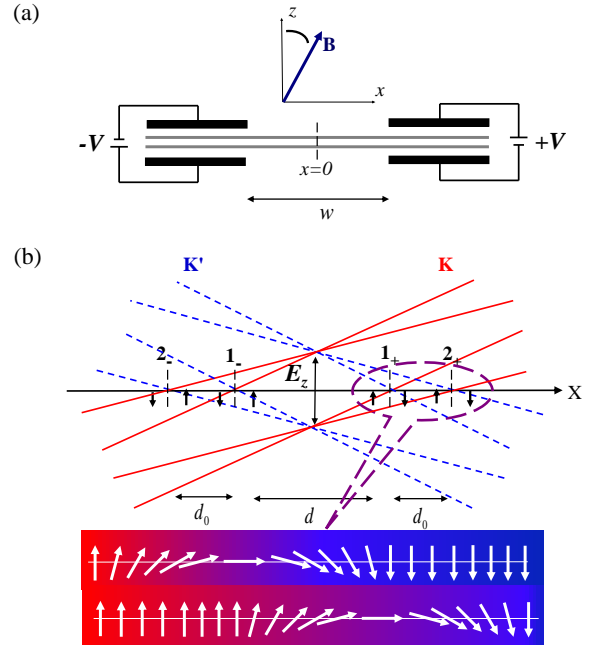 (a)
z
B
x
-V
+V
x=0
w
(b)
K'
K
2-
1-
1+
2+
Ez
X
d0
d
d0